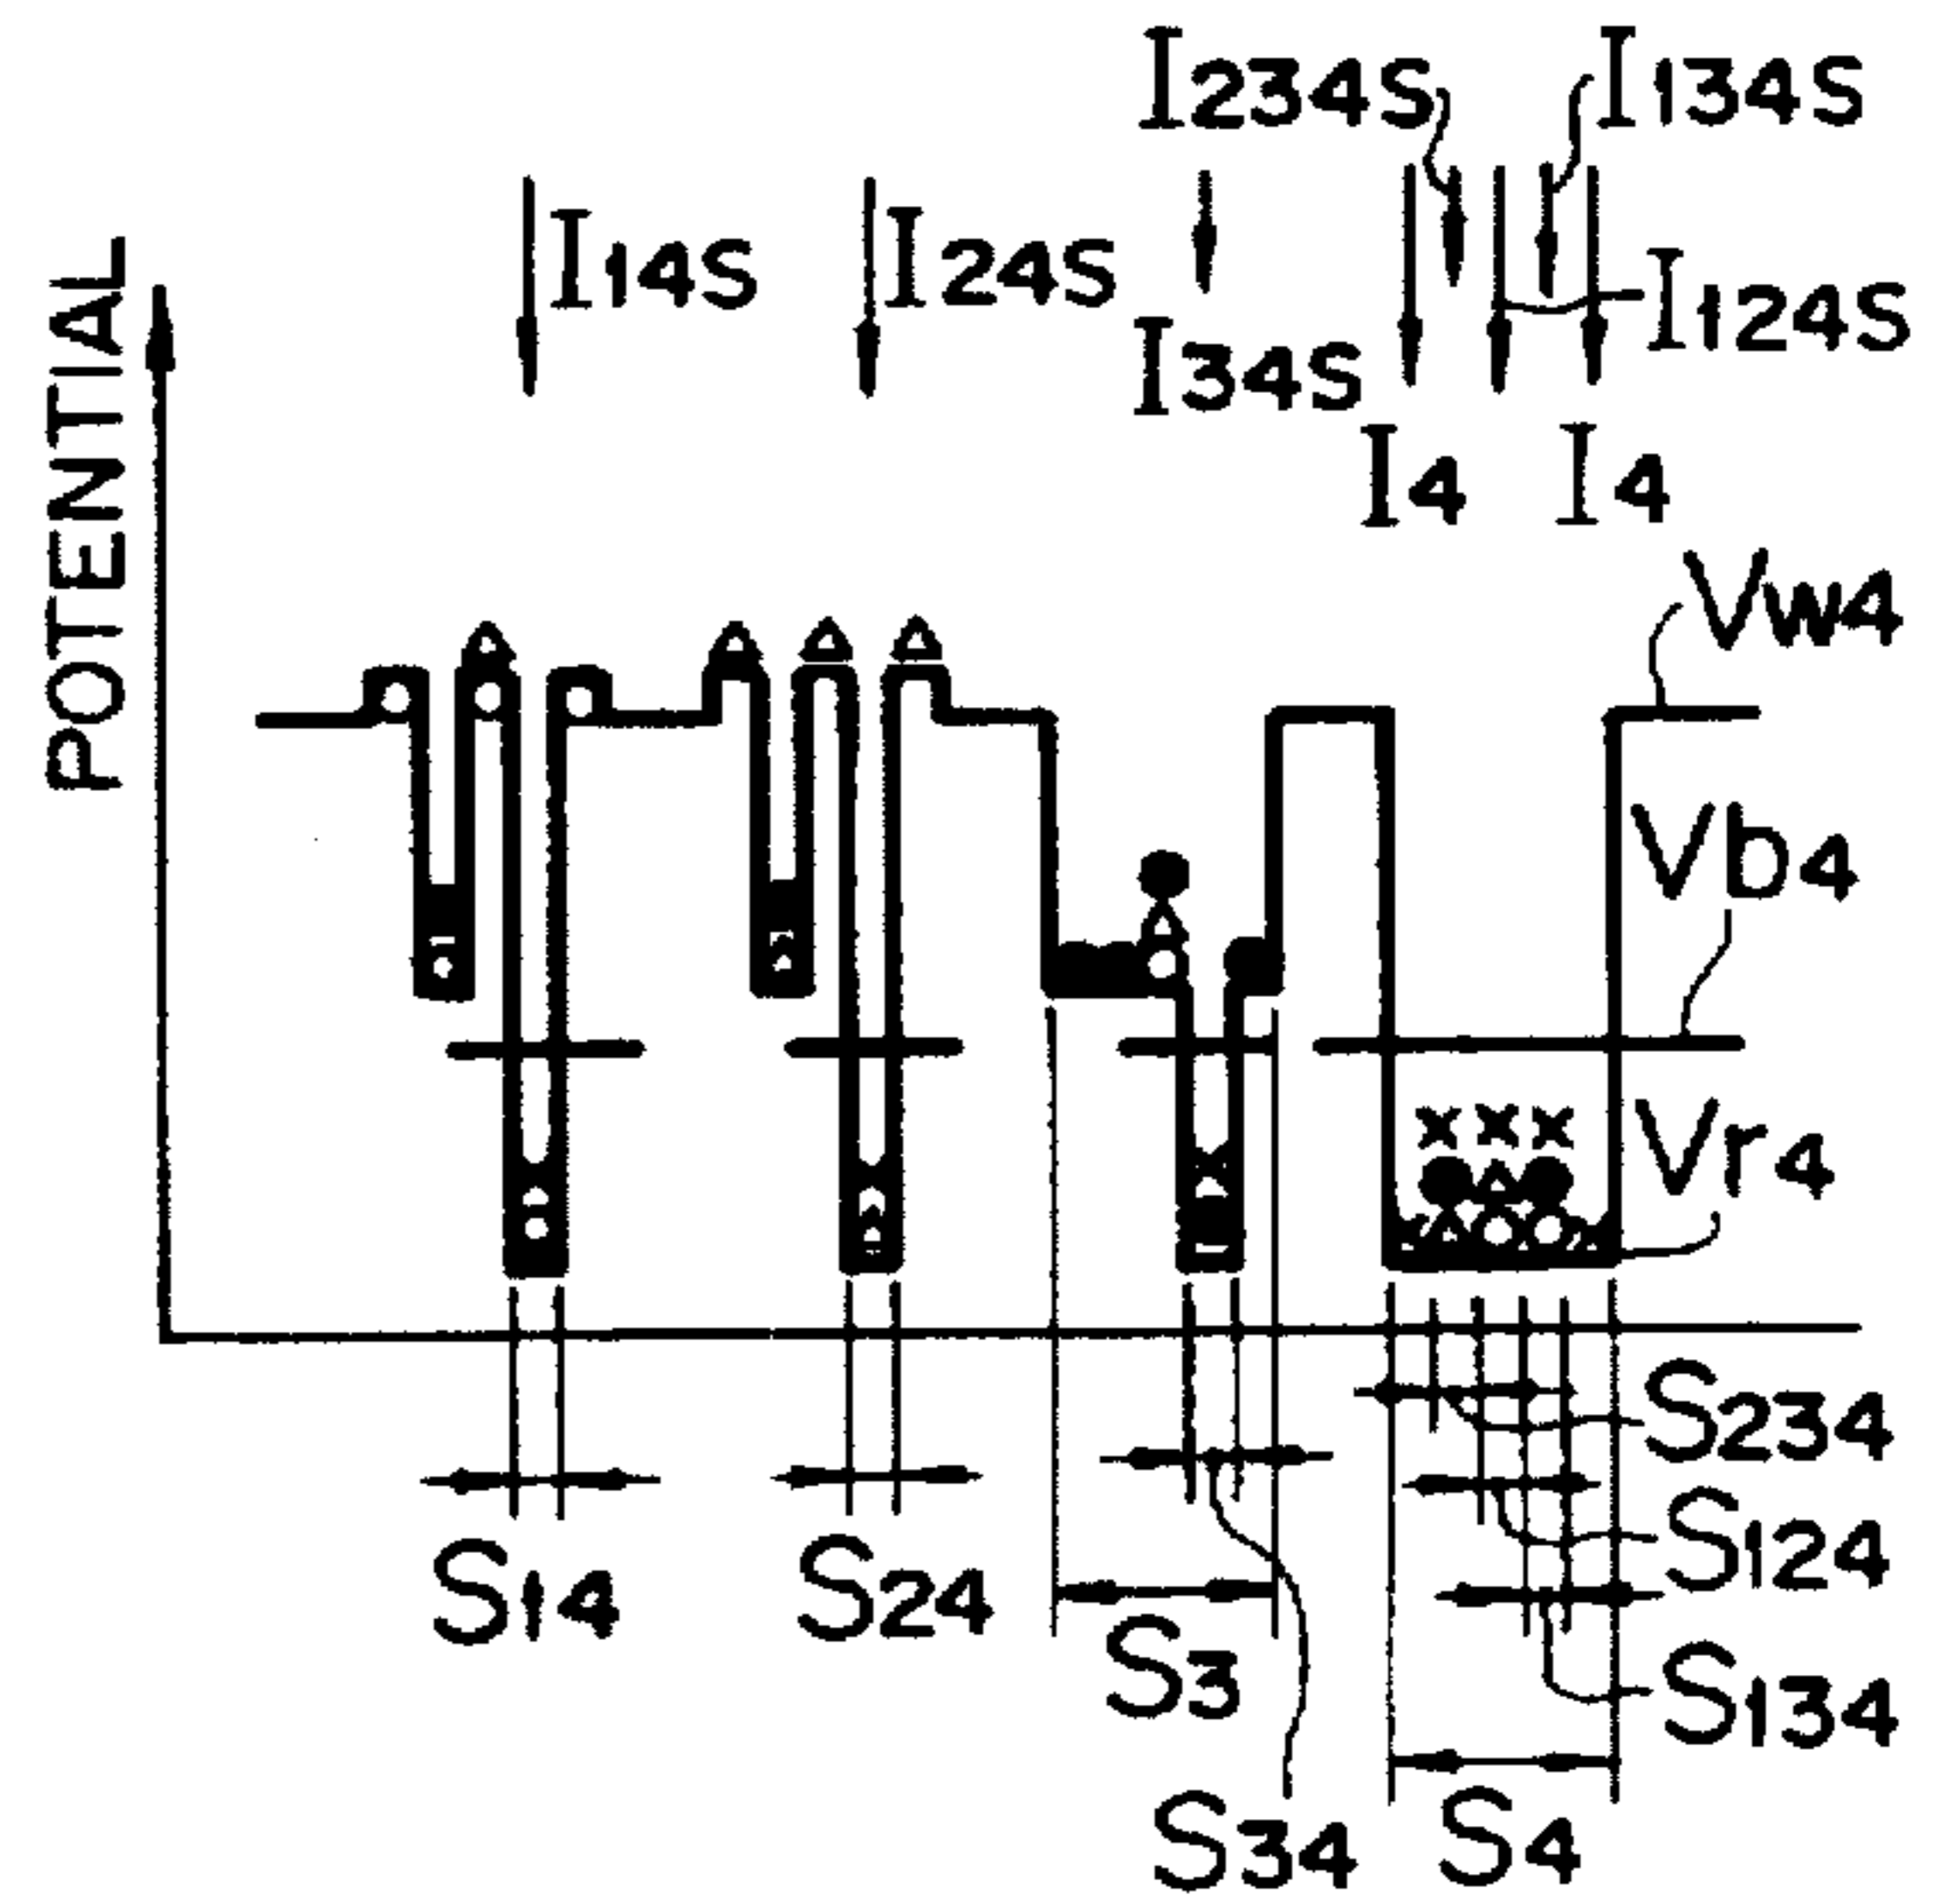 I234S I134S
I14S I24S I124S
I34S
I4 I4
POTENTIAL
Vw4
Vb4
Vr4
S234
S124
S14 S24
S3 S134
S34 S4